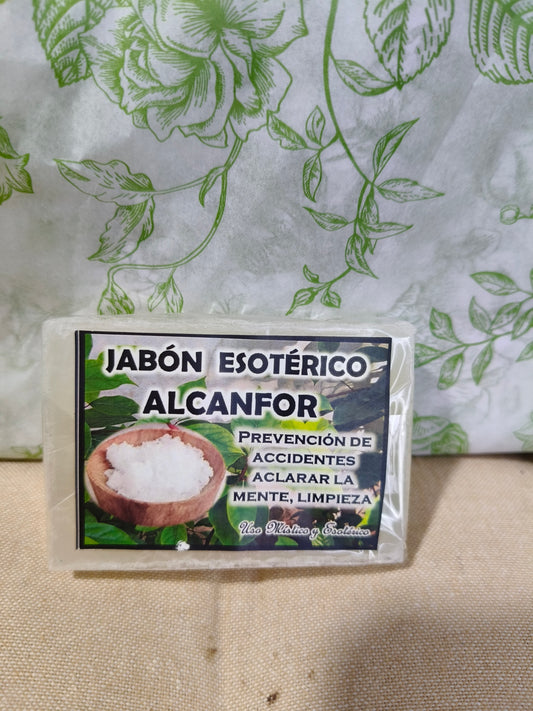 JABÓN ESOTÉRICO
ALCANFOR
PREVENCIÓN DE
ACCIDENTES
ACLARAR LA
MENTE, LIMPIEZA
Uso Místico y Esotérico